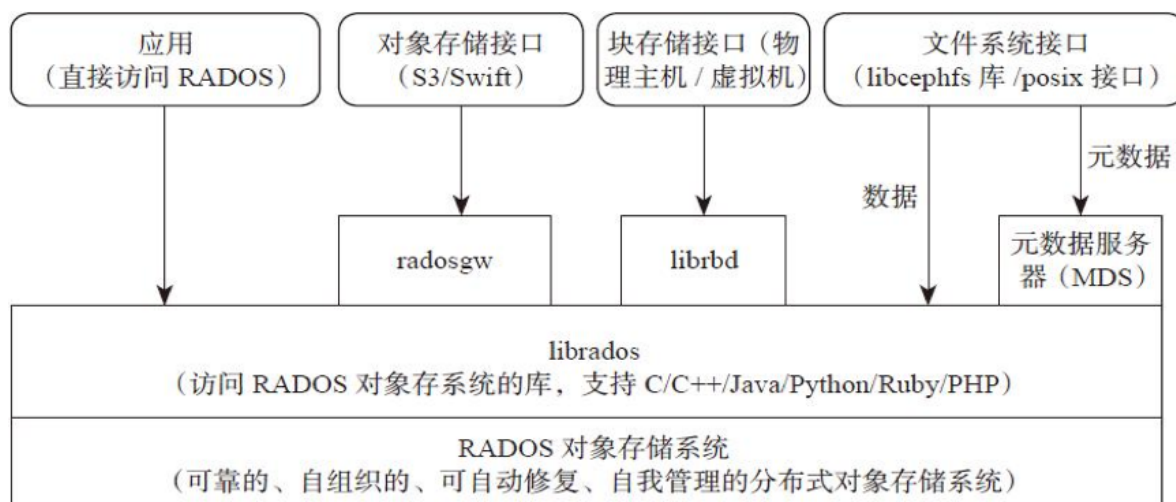 应用
（直接访问 RADOS）
对象存储接口
（S3/Swift）
块存储接口（物
理主机 / 虚拟机）
文件系统接口
（libcephfs 库 /posix 接口）
数据
元数据
radosgw
librbd
元数据服务
器（MDS）
librados
（访问 RADOS 对象存系统的库，支持 C/C++/Java/Python/Ruby/PHP）
RADOS 对象存储系统
（可靠的、自组织的、可自动修复、自我管理的分布式对象存储系统）